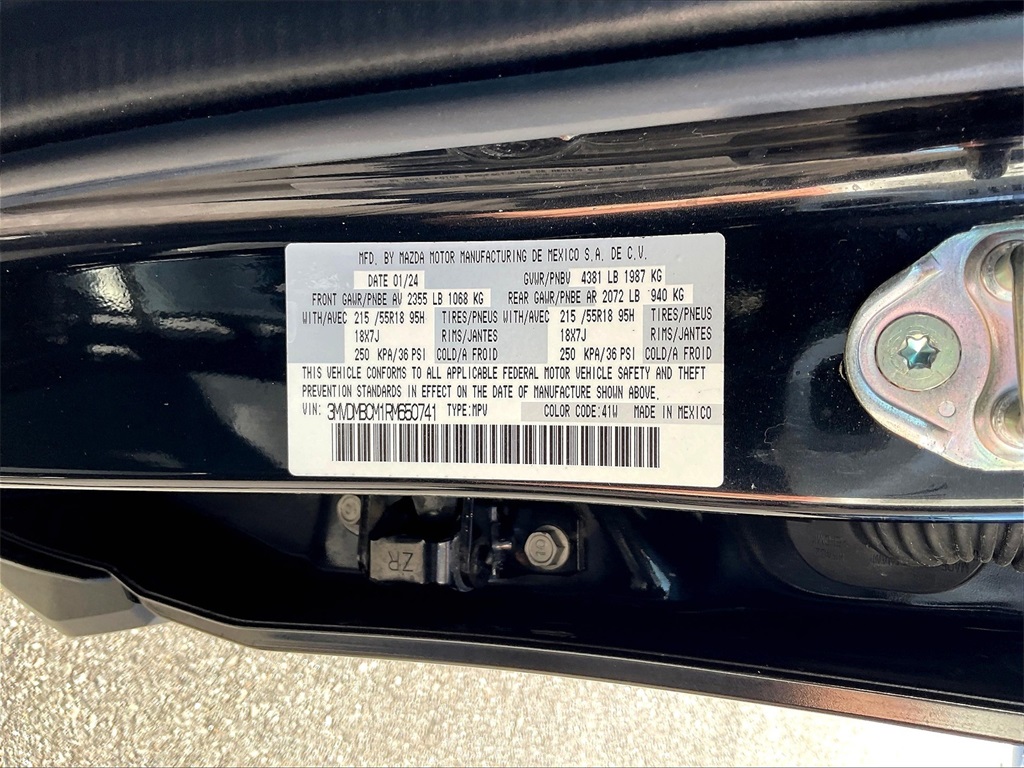 MFD. BY MAZDA MOTOR MANUFACTURING DE MEXICO S.A. DE C.V.
DATE 01/24 GVWR/PNBV 4381 LB 1987 KG
FRONT GAWR/PNBE AV 2355 LB 1068 KG REAR GAWR/PNBE AR 2072 LB 940 KG
WITH/AVEC 215 /55R18 95H TIRES/PNEUS WITH/AVEC 215 /55R18 95H TIRES/PNEUS
18X7J RIMS/JANTES 18X7J RIMS/JANTES
250 KPA/36 PSI COLD/A FROID 250 KPA/36 PSI COLD/A FROID
THIS VEHICLE CONFORMS TO ALL APPLICABLE FEDERAL MOTOR VEHICLE SAFETY AND THEFT
PREVENTION STANDARDS IN EFFECT ON THE DATE OF MANUFACTURE SHOWN ABOVE.
VIN: 3MVDMBCM1RM650741 TYPE:MPV COLOR CODE:41W MADE IN MEXICO
ZR